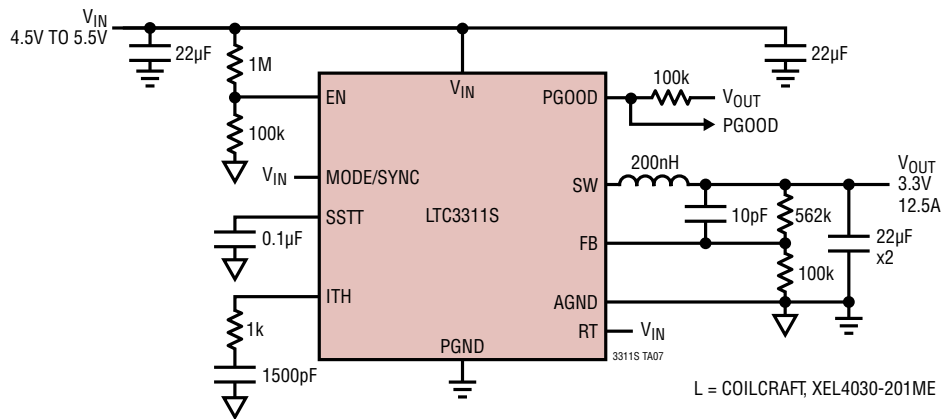 VIN
4.5V TO 5.5V
22µF
1M
22µF
VIN
EN
PGOOD
100k
VOUT
PGOOD
100k
VIN
MODE/SYNC
200nH
SW
VOUT
3.3V
12.5A
SSTT
LTC3311S
10pF
562k
0.1µF
FB
22µF
x2
100k
ITH
AGND
1k
RT
VIN
PGND
3311S TA07
1500pF
L = COILCRAFT, XEL4030-201ME